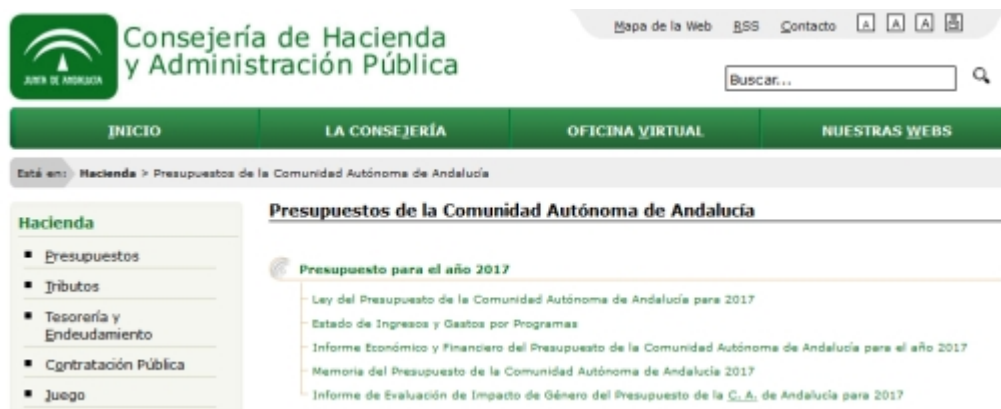 Consejería de Hacienda
y Administración Pública
JUNTA DE ANDALUCIA
Mapa de la Web RSS Contacto A A A
Buscar...
INICIO LA CONSEJERÍA OFICINA VIRTUAL NUESTRAS WEBS
Está en: Hacienda > Presupuestos de la Comunidad Autónoma de Andalucía
Hacienda
Presupuestos
Tributos
Tesorería y
Endeudamiento
Contratación Pública
Juego
Presupuestos de la Comunidad Autónoma de Andalucía
Presupuesto para el año 2017
Ley del Presupuesto de la Comunidad Autónoma de Andalucía para 2017
Estado de Ingresos y Gastos por Programas
Informe Económico y Financiero del Presupuesto de la Comunidad Autónoma de Andalucía para el año 2017
Memoria del Presupuesto de la Comunidad Autónoma de Andalucía 2017
Informe de Evaluación de Impacto de Género del Presupuesto de la C. A. de Andalucía para 2017